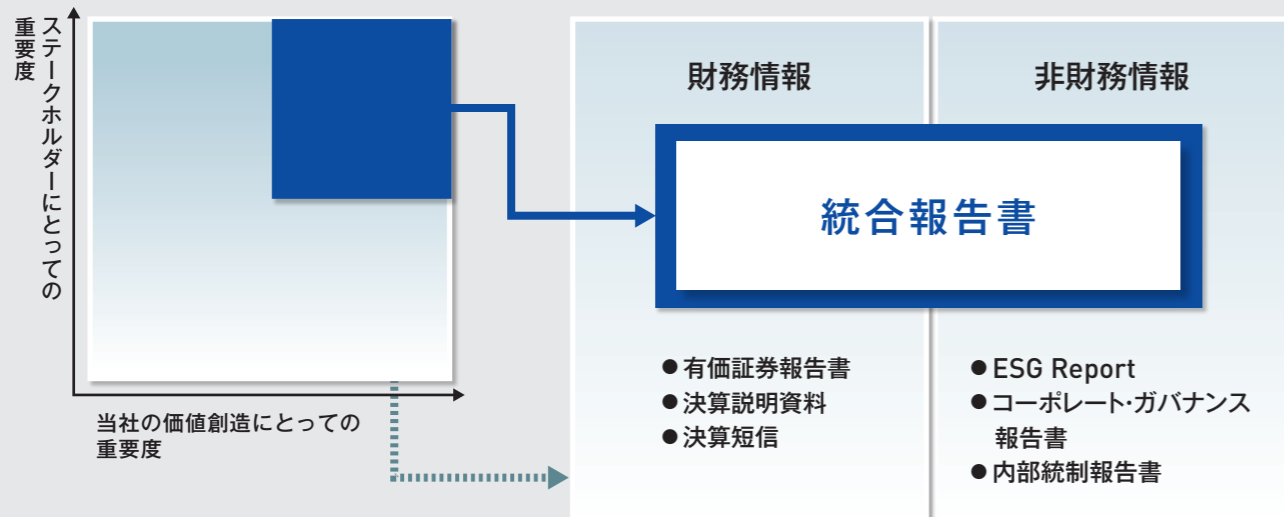 ステークホルダーにとっての
重要度
当社の価値創造にとっての
重要度
財務情報
非財務情報
統合報告書
●有価証券報告書
●決算説明資料
●決算短信
●ESG Report
●コーポレート・ガバナンス
報告書
●内部統制報告書